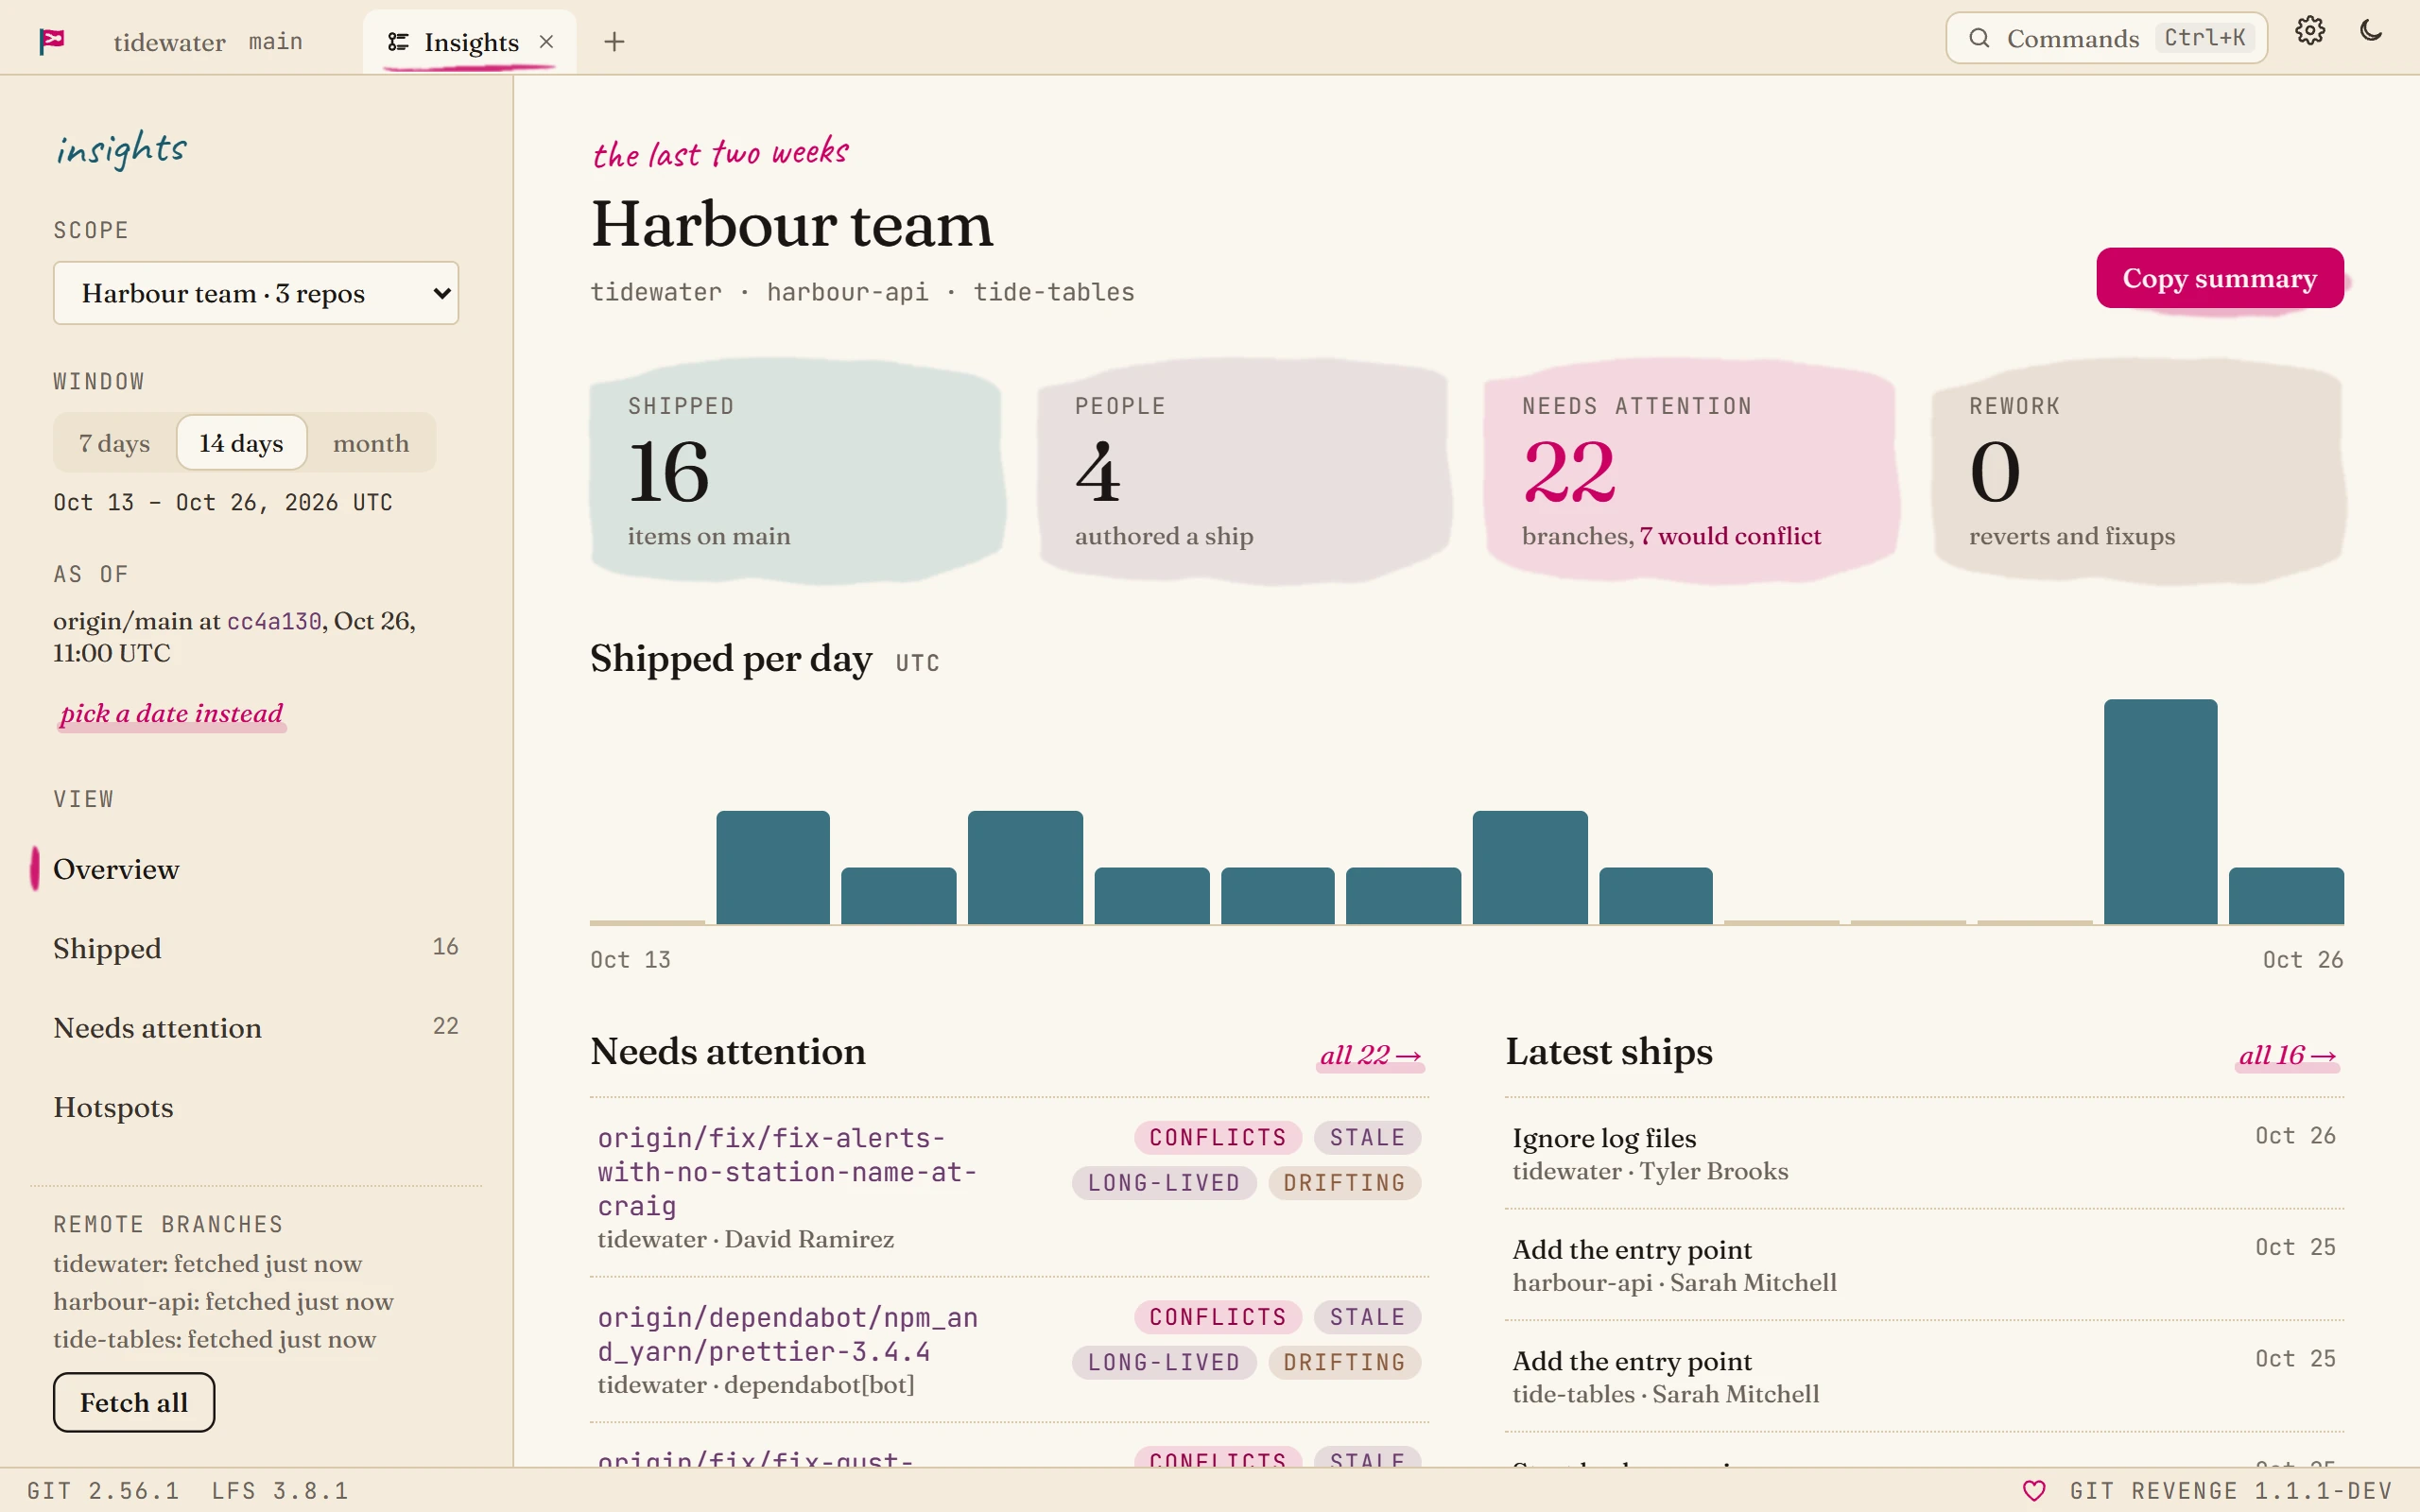 tidewater main
Insights
Commands Ctrl+K
insights
SCOPE
Harbour team · 3 repos
WINDOW
7 days 14 days month
Oct 13 – Oct 26, 2026 UTC
AS OF
origin/main at cc4a130, Oct 26,
11:00 UTC
pick a date instead
VIEW
Overview
Shipped 16
Needs attention 22
Hotspots
REMOTE BRANCHES
tidewater: fetched just now
harbour-api: fetched just now
tide-tables: fetched just now
Fetch all
the last two weeks
Harbour team
tidewater · harbour-api · tide-tables
Copy summary
SHIPPED
16
items on main
PEOPLE
4
authored a ship
NEEDS ATTENTION
22
branches, 7 would conflict
REWORK
0
reverts and fixups
Shipped per day UTC
Oct 13 Oct 26
Needs attention all 22 →
origin/fix/fix-alerts-
with-no-station-name-at-
craig
tidewater · David Ramirez
CONFLICTS STALE
LONG-LIVED DRIFTING
origin/dependabot/npm_an
d_yarn/prettier-3.4.4
tidewater · dependabot[bot]
CONFLICTS STALE
LONG-LIVED DRIFTING
origin/fix/fix-gust-
CONFLICTS STALE
Latest ships all 16 →
Ignore log files Oct 26
tidewater · Tyler Brooks
Add the entry point Oct 25
harbour-api · Sarah Mitchell
Add the entry point Oct 25
tide-tables · Sarah Mitchell
Oct 25
GIT 2.56.1 LFS 3.8.1
GIT REVENGE 1.1.1-DEV